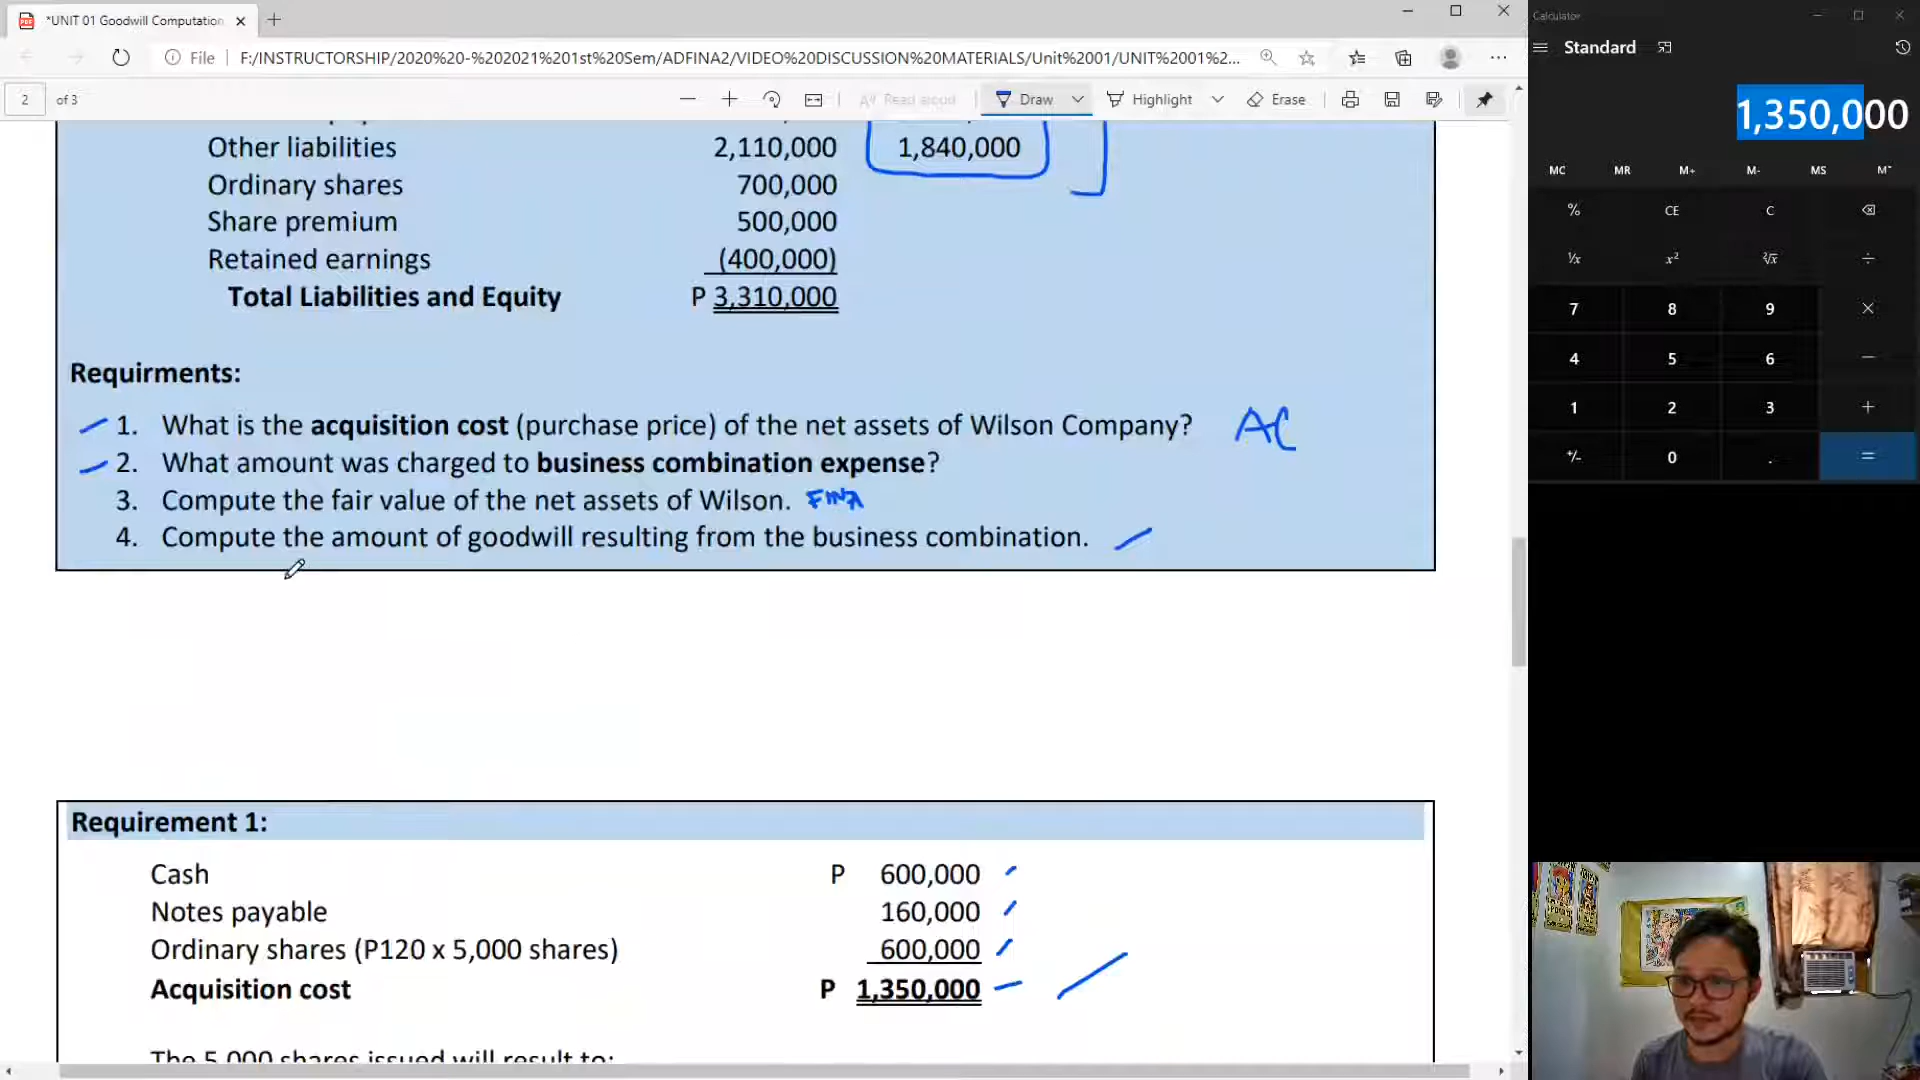 *UNIT 01 Goodwill Computation
File F:/INSTRUCTORSHIP/2020%20-%202021%201st%20Sem/ADFINA2/VIDEO%20DISCUSSION%20MATERIALS/Unit%2001/UNIT%2001%2...
2 of 3 Read aloud Draw Highlight Erase
Other liabilities 2,110,000 1,840,000
Ordinary shares 700,000
Share premium 500,000
Retained earnings (400,000)
Total Liabilities and Equity P 3,310,000
Requirments:
1. What is the acquisition cost (purchase price) of the net assets of Wilson Company? AC
2. What amount was charged to business combination expense?
3. Compute the fair value of the net assets of Wilson. FINA
4. Compute the amount of goodwill resulting from the business combination.
Requirement 1:
Cash P 600,000
Notes payable 160,000
Ordinary shares (P120 x 5,000 shares) 600,000
Acquisition cost P 1,350,000
The 5,000 shares issued will result to:
Calculator
Standard
1,350,000
MC MR M+ M- MS M˅
% CE C
⅟x x² ²√x ÷
7 8 9 ×
4 5 6 −
1 2 3 +
+/- 0 . =